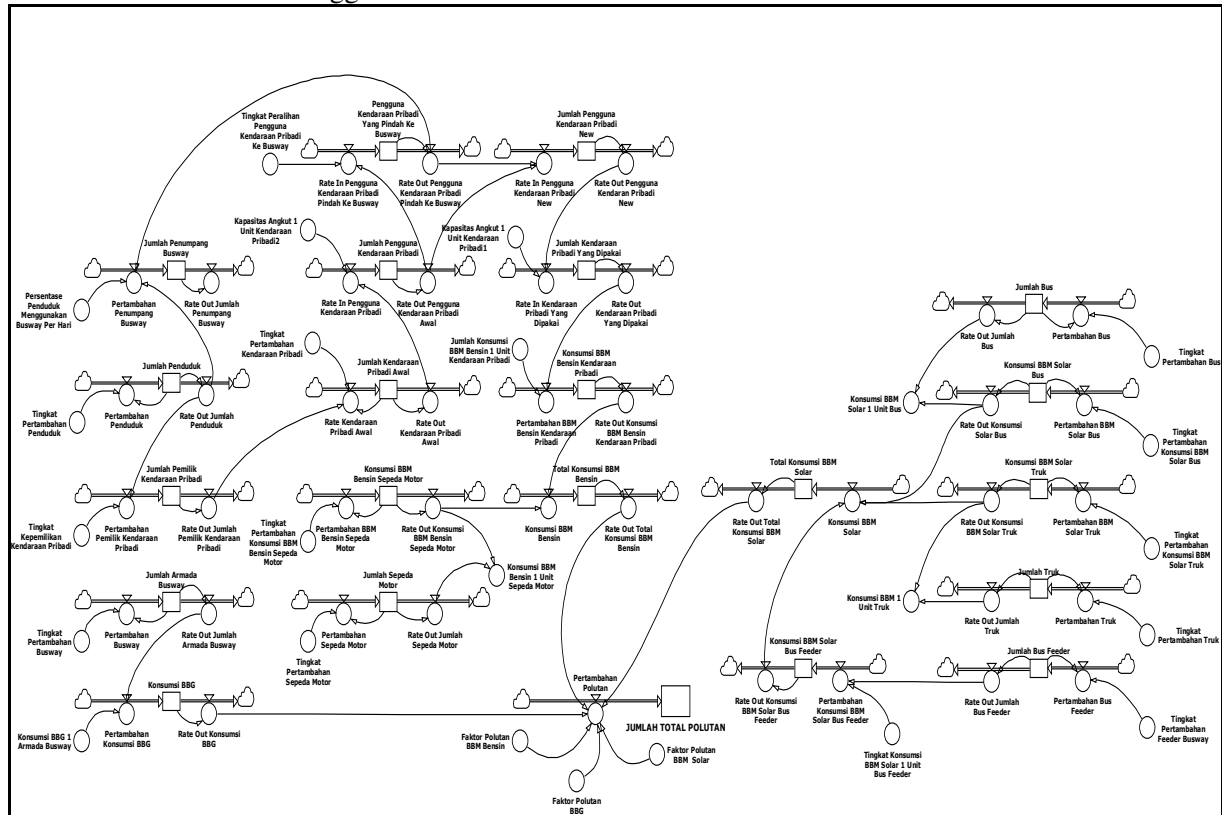 Tingkat Peralihan
Pengguna
Kendaraan Pribadi
Ke Busway
Pengguna
Kendaraan Pribadi
Yang Pindah Ke
Busway
Jumlah Pengguna
Kendaraan Pribadi
New
Rate In Pengguna
Kendaraan Pribadi
Pindah Ke Busway
Rate Out Pengguna
Kendaraan Pribadi
Pindah Ke Busway
Rate In Pengguna
Kendaraan Pribadi
New
Rate Out Pengguna
Kendaran Pribadi
New
Kapasitas Angkut 1
Unit Kendaraan
Pribadi2
Jumlah Pengguna
Kendaraan Pribadi
Kapasitas Angkut 1
Unit Kendaraan
Pribadi1
Jumlah Kendaraan
Pribadi Yang Dipakai
Jumlah Penumpang
Busway
Persentase
Penduduk
Menggunakan
Busway Per Hari
Pertambahan
Penumpang
Busway
Rate Out Jumlah
Penumpang
Busway
Rate In Pengguna
Kendaraan Pribadi
Rate Out Pengguna
Kendaraan Pribadi
Awal
Rate In Kendaraan
Pribadi Yang
Dipakai
Rate Out
Kendaraan Pribadi
Yang Dipakai
Jumlah Bus
Rate Out Jumlah
Bus
Pertambahan Bus
Tingkat
Pertambahan Bus
Tingkat
Pertambahan
Kendaraan Pribadi
Jumlah Kendaraan
Pribadi Awal
Jumlah Konsumsi
BBM Bensin 1 Unit
Kendaraan Pribadi
Konsumsi BBM
Bensin Kendaraan
Pribadi
Jumlah Penduduk
Tingkat
Pertambahan
Penduduk
Pertambahan
Penduduk
Rate Out Jumlah
Penduduk
Rate Kendaraan
Pribadi Awal
Rate Out
Kendaraan Pribadi
Awal
Pertambahan BBM
Bensin Kendaraan
Pribadi
Rate Out Konsumsi
BBM Bensin
Kendaraan Pribadi
Konsumsi BBM Solar
Bus
Konsumsi BBM
Solar 1 Unit Bus
Rate Out Konsumsi
Solar Bus
Pertambahan BBM
Solar Bus
Tingkat
Pertambahan
Konsumsi BBM
Solar Bus
Jumlah Pemilik
Kendaraan Pribadi
Tingkat
Kepemilikan
Kendaraan Pribadi
Pertambahan
Pemilik Kendaraan
Pribadi
Rate Out Jumlah
Pemilik Kendaraan
Pribadi
Konsumsi BBM
Bensin Sepeda Motor
Tingkat
Pertambahan
Konsumsi BBM
Bensin Sepeda
Motor
Pertambahan BBM
Bensin Sepeda
Motor
Rate Out Konsumsi
BBM Bensin
Sepeda Motor
Total Konsumsi BBM
Bensin
Konsumsi BBM
Bensin
Rate Out Total
Konsumsi BBM
Bensin
Total Konsumsi BBM
Solar
Rate Out Total
Konsumsi BBM
Solar
Konsumsi BBM
Solar
Konsumsi BBM Solar
Truk
Rate Out Konsumsi
BBM Solar Truk
Pertambahan BBM
Solar Truk
Tingkat
Pertambahan
Konsumsi BBM
Solar Truk
Jumlah Armada
Busway
Tingkat
Pertambahan
Busway
Pertambahan
Busway
Rate Out Jumlah
Armada Busway
Jumlah Sepeda
Motor
Tingkat
Pertambahan
Sepeda Motor
Pertambahan
Sepeda Motor
Rate Out Jumlah
Sepeda Motor
Konsumsi BBM
Bensin 1 Unit
Sepeda Motor
Jumlah Truk
Konsumsi BBM 1
Unit Truk
Rate Out Jumlah
Truk
Pertambahan Truk
Tingkat
Pertambahan Truk
Konsumsi BBM Solar
Bus Feeder
Rate Out Konsumsi
BBM Solar Bus
Feeder
Pertambahan
Konsumsi BBM
Solar Bus Feeder
Tingkat Konsumsi
BBM Solar 1 Unit
Bus Feeder
Jumlah Bus Feeder
Rate Out Jumlah
Bus Feeder
Pertambahan Bus
Feeder
Tingkat
Pertambahan
Feeder Busway
Konsumsi BBG
Konsumsi BBG 1
Armada Busway
Pertambahan
Konsumsi BBG
Rate Out Konsumsi
BBG
Pertambahan
Polutan
JUMLAH TOTAL POLUTAN
Faktor Polutan
BBM Bensin
Faktor Polutan
BBM Solar
Faktor Polutan
BBG